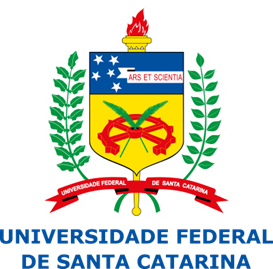 ARS ET SCIENTIA
UNIVERSIDADE FEDERAL DE SANTA CATARINA
UNIVERSIDADE FEDERAL
DE SANTA CATARINA